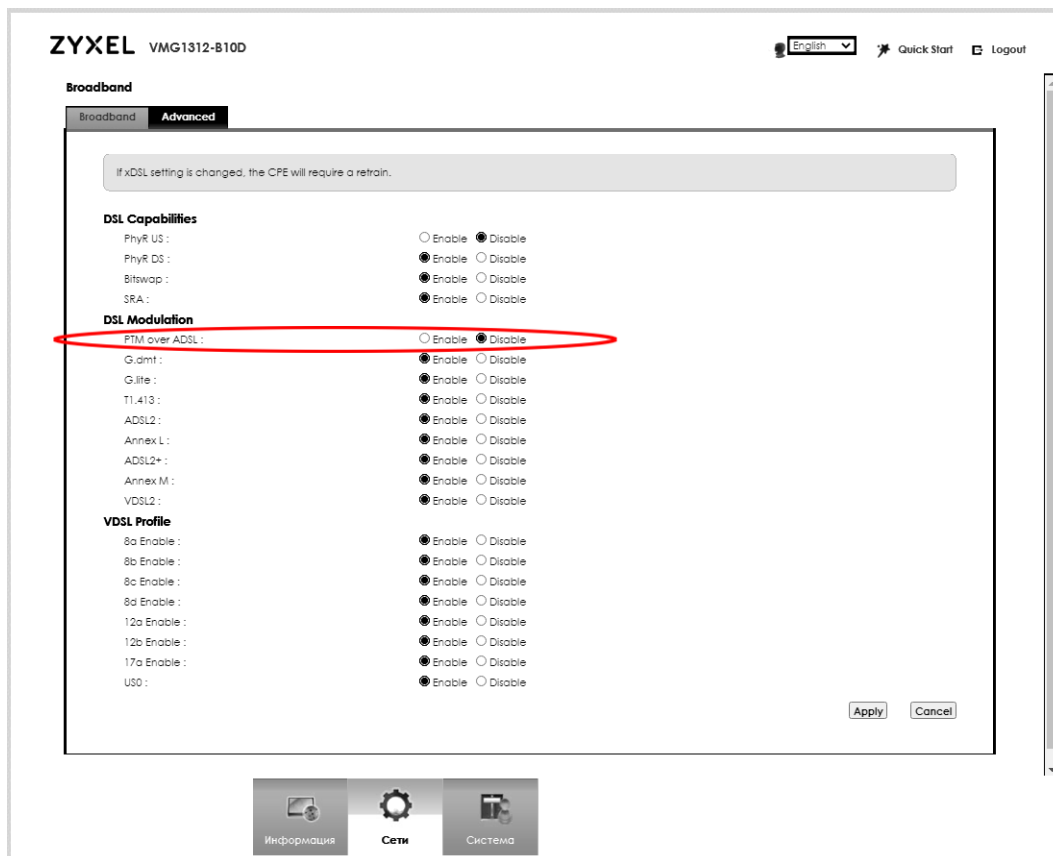 ZYXEL VMG1312-B10D English Quick Start Logout
Broadband
Broadband Advanced
If xDSL setting is changed, the CPE will require a retrain.
DSL Capabilities
PhyR US : Enable Disable
PhyR DS : Enable Disable
Bitswap : Enable Disable
SRA : Enable Disable
DSL Modulation
PTM over ADSL : Enable Disable
G.dmt : Enable Disable
G.lite : Enable Disable
T1.413 : Enable Disable
ADSL2 : Enable Disable
Annex L : Enable Disable
ADSL2+ : Enable Disable
Annex M : Enable Disable
VDSL2 : Enable Disable
VDSL Profile
8a Enable : Enable Disable
8b Enable : Enable Disable
8c Enable : Enable Disable
8d Enable : Enable Disable
12a Enable : Enable Disable
12b Enable : Enable Disable
17a Enable : Enable Disable
US0 : Enable Disable
Apply Cancel
Информация Сети Система